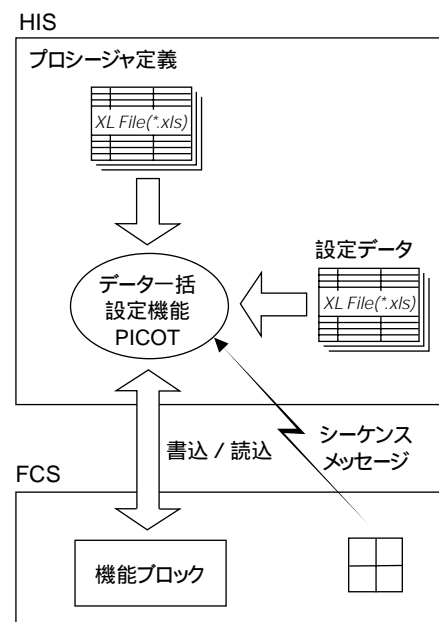 HIS
プロシージャ定義
XL File(*.xls)
設定データ
XL File(*.xls)
データ一括
設定機能
PICOT
シーケンス
メッセージ
書込 / 読込
FCS
機能ブロック